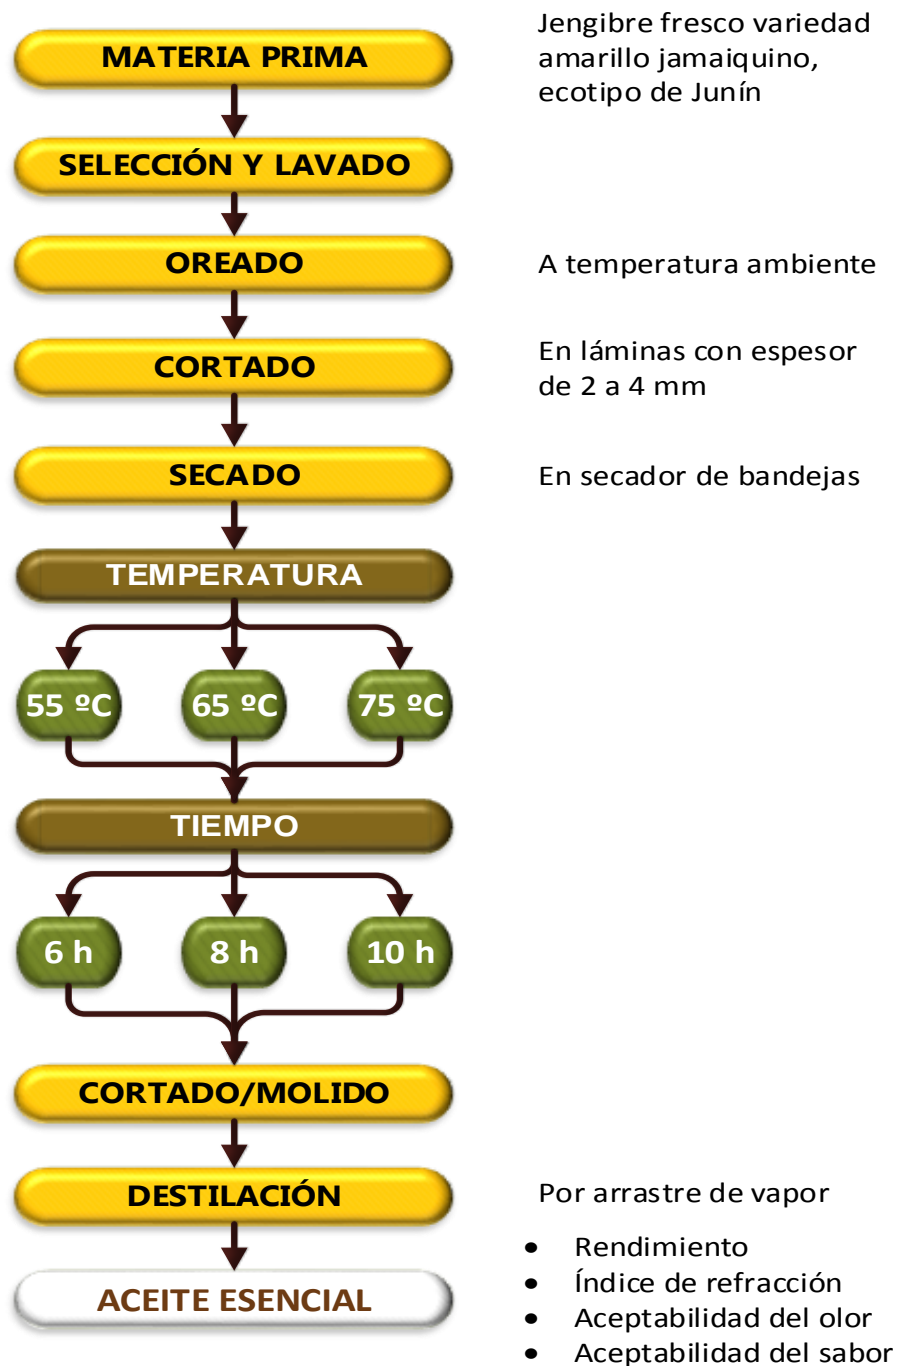 MATERIA PRIMA
Jengibre fresco variedad
amarillo jamaiquino,
ecotipo de Junín
SELECCIÓN Y LAVADO
OREADO
A temperatura ambiente
CORTADO
En láminas con espesor
de 2 a 4 mm
SECADO
En secador de bandejas
TEMPERATURA
55 ºC 65 ºC 75 ºC
TIEMPO
6 h 8 h 10 h
CORTADO/MOLIDO
DESTILACIÓN
Por arrastre de vapor
ACEITE ESENCIAL
• Rendimiento
• Índice de refracción
• Aceptabilidad del olor
• Aceptabilidad del sabor